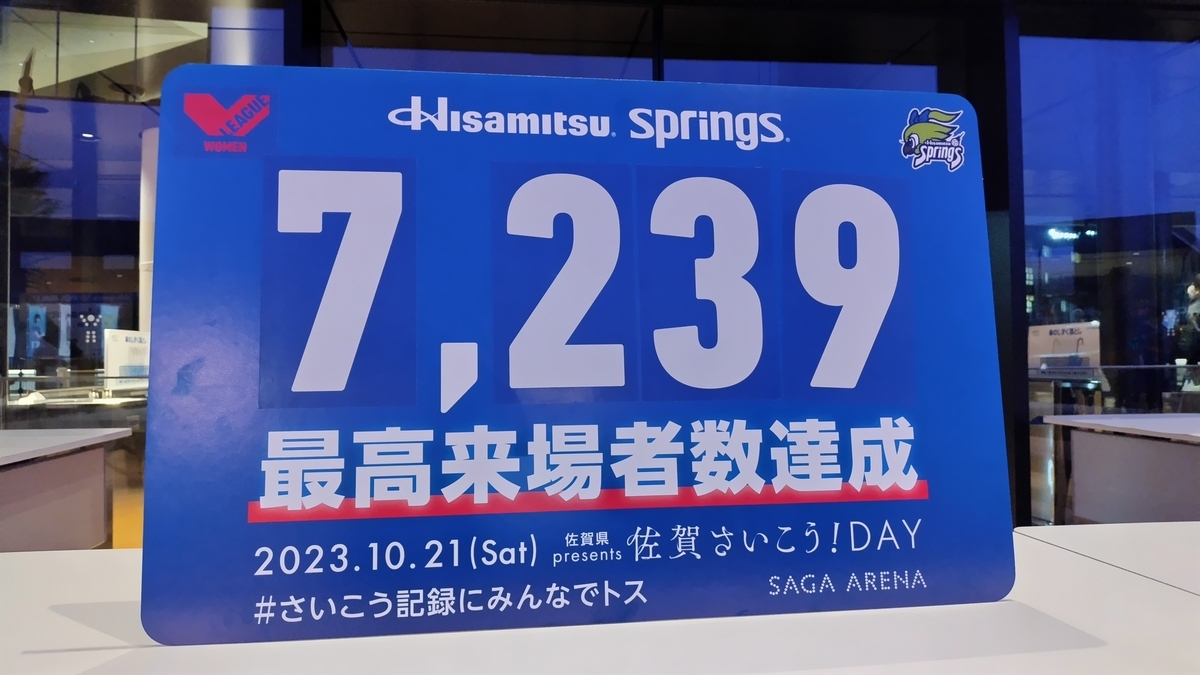 V.LEAGUE
WOMEN
Hisamitsu® Springs®
Hisamitsu
Springs
7,239
最高来場者数達成
2023.10.21(Sat)
佐賀県
presents
佐賀さいこう!DAY
#さいこう記録にみんなでトス
SAGA ARENA